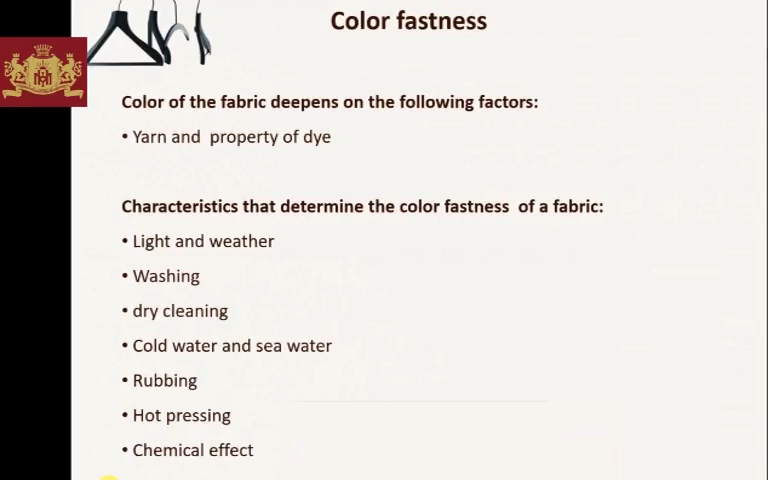 Color fastness
Color of the fabric deepens on the following factors:
• Yarn and  property of dye
Characteristics that determine the color fastness  of a fabric:
• Light and weather
• Washing
• dry cleaning
• Cold water and sea water
• Rubbing
• Hot pressing
• Chemical effect